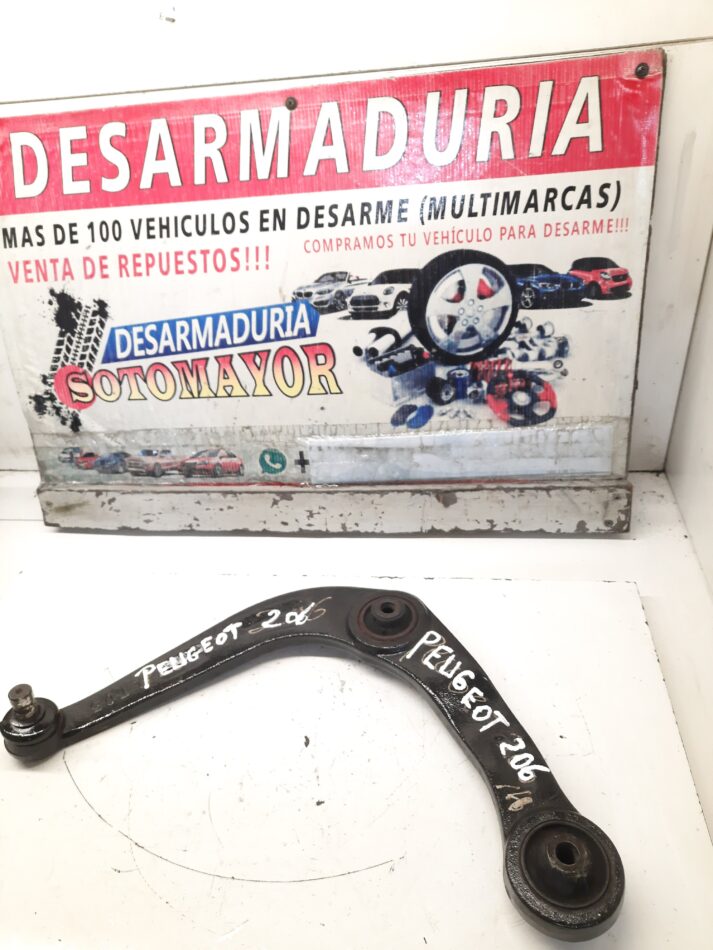 DESARMADURIA
MAS DE 100 VEHICULOS EN DESARME (MULTIMARCAS)
VENTA DE REPUESTOS!!!
COMPRAMOS TU VEHÍCULO PARA DESARME!!!
DESARMADURIA
SOTOMAYOR
+
PEUGEOT 206
PEUGEOT 206